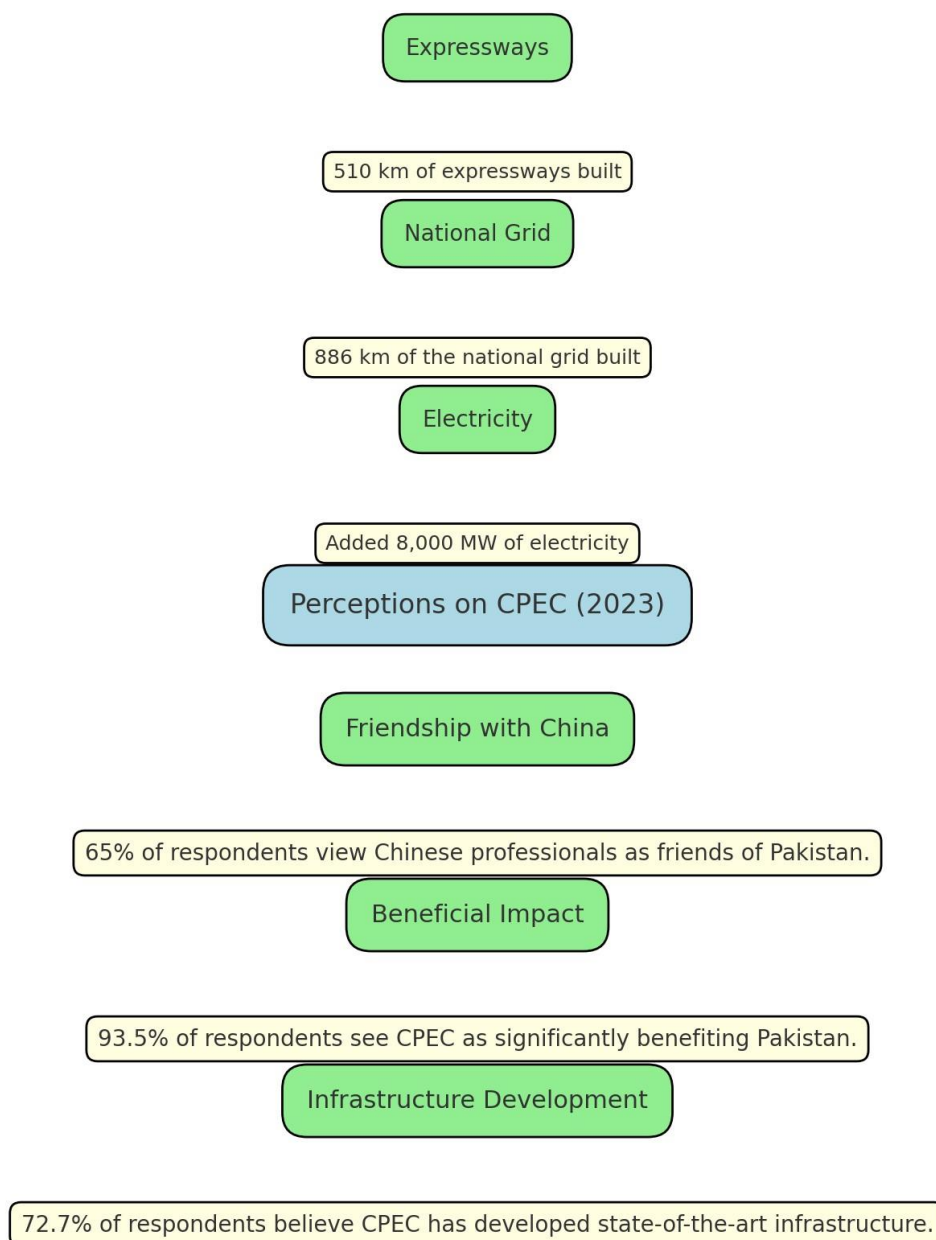 Expressways
510 km of expressways built
National Grid
886 km of the national grid built
Electricity
Added 8,000 MW of electricity
Perceptions on CPEC (2023)
Friendship with China
65% of respondents view Chinese professionals as friends of Pakistan.
Beneficial Impact
93.5% of respondents see CPEC as significantly benefiting Pakistan.
Infrastructure Development
72.7% of respondents believe CPEC has developed state-of-the-art infrastructure.